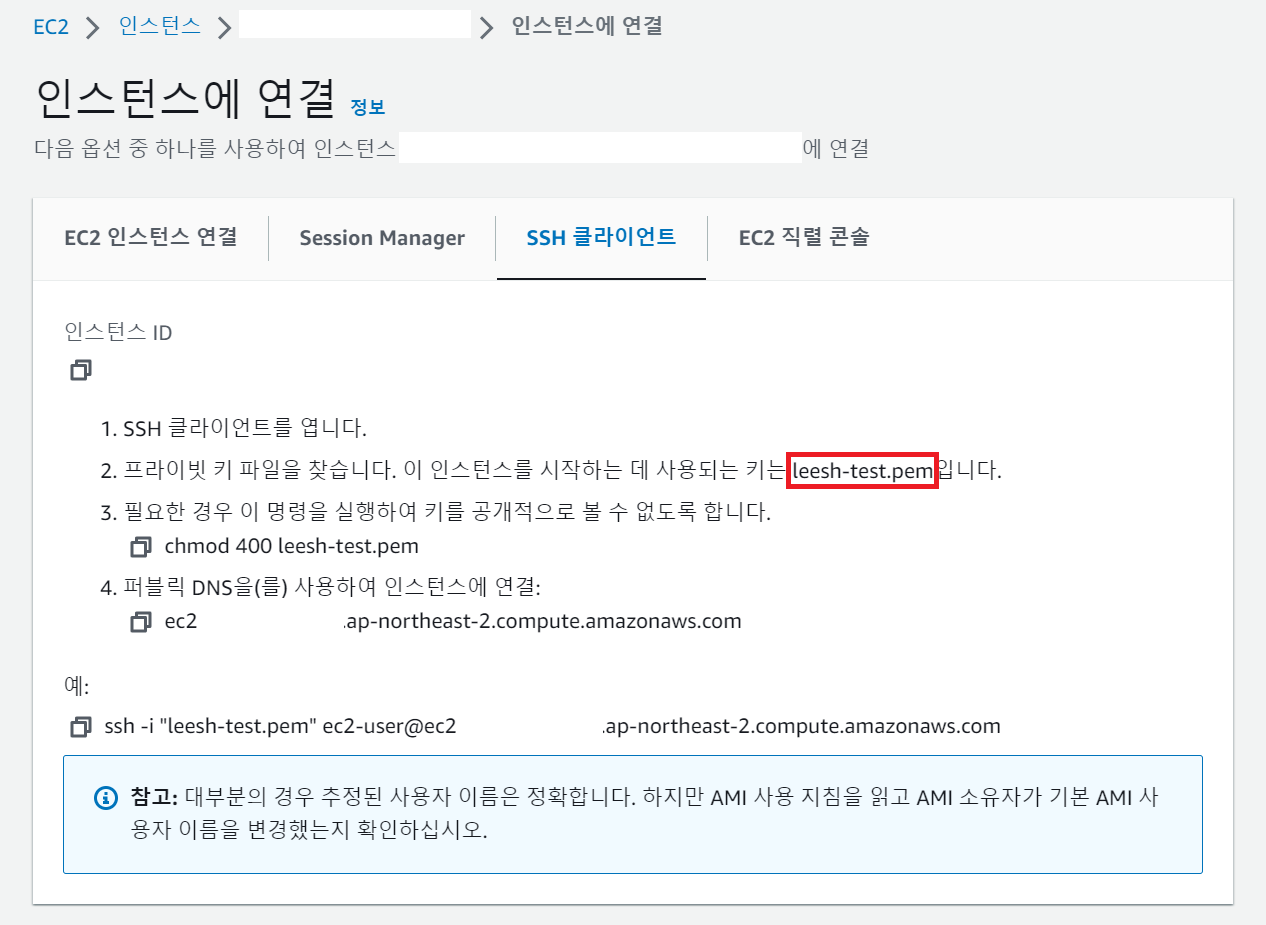 EC2 > 인스턴스 > > 인스턴스에 연결
인스턴스에 연결 정보
다음 옵션 중 하나를 사용하여 인스턴스 에 연결
EC2 인스턴스 연결 Session Manager SSH 클라이언트 EC2 직렬 콘솔
인스턴스 ID
1. SSH 클라이언트를 엽니다.
2. 프라이빗 키 파일을 찾습니다. 이 인스턴스를 시작하는 데 사용되는 키는 leesh-test.pem입니다.
3. 필요한 경우 이 명령을 실행하여 키를 공개적으로 볼 수 없도록 합니다.
chmod 400 leesh-test.pem
4. 퍼블릭 DNS을(를) 사용하여 인스턴스에 연결:
ec2 .ap-northeast-2.compute.amazonaws.com
예:
ssh -i "leesh-test.pem" ec2-user@ec2 .ap-northeast-2.compute.amazonaws.com
참고: 대부분의 경우 추정된 사용자 이름은 정확합니다. 하지만 AMI 사용 지침을 읽고 AMI 소유자가 기본 AMI 사
용자 이름을 변경했는지 확인하십시오.